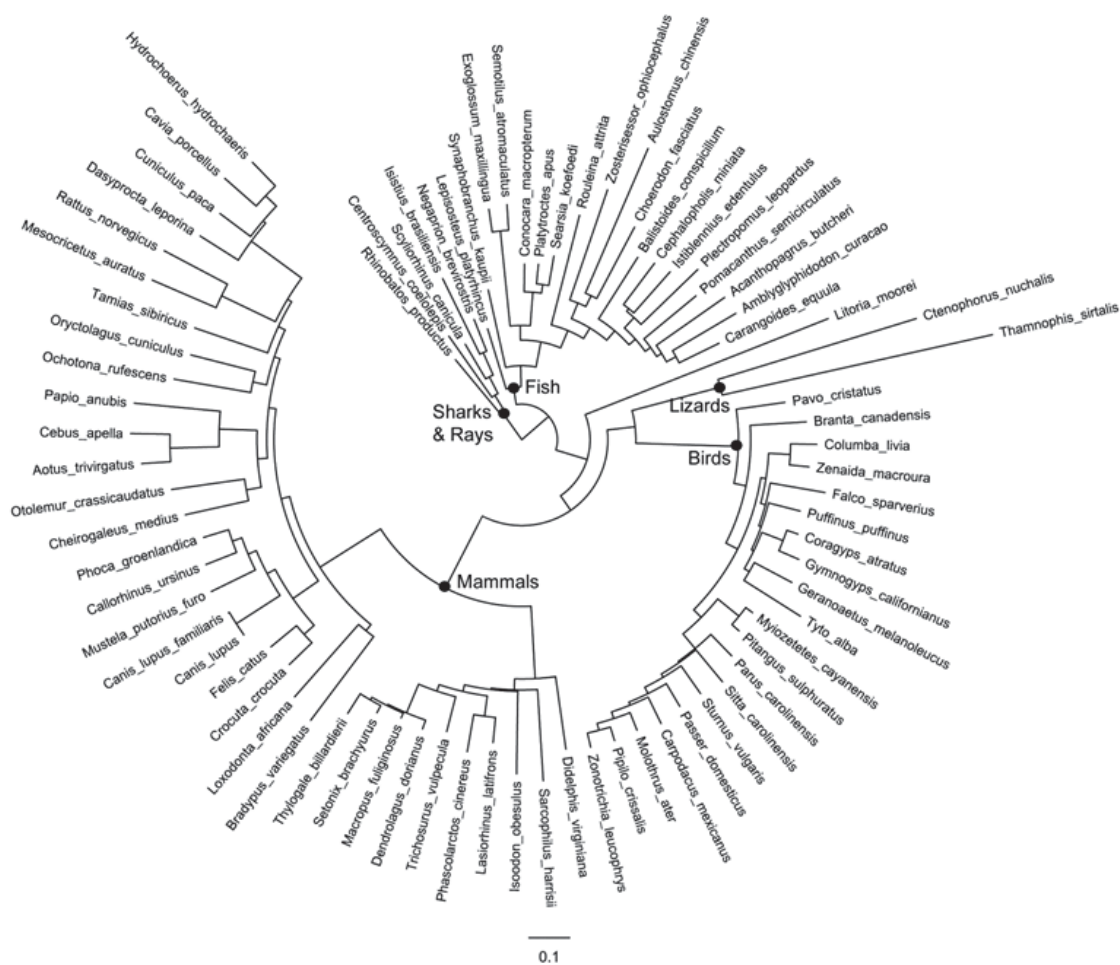 Hydrochoerus_hydrochaeris
Cavia_porcellus
Cuniculus_paca
Dasyprocta_leporina
Rattus_norvegicus
Mesocricetus_auratus
Tamias_sibiricus
Oryctolagus_cuniculus
Ochotona_rufescens
Papio_anubis
Cebus_apella
Aotus_trivirgatus
Otolemur_crassicaudatus
Cheirogaleus_medius
Phoca_groenlandica
Callorhinus_ursinus
Mustela_putorius_furo
Canis_lupus_familiaris
Canis_lupus
Felis_catus
Crocuta_crocuta
Loxodonta_africana
Bradypus_variegatus
Thylogale_billardierii
Setonix_brachyurus
Macropus_fuliginosus
Dendrolagus_dorianus
Trichosurus_vulpecula
Phascolarctos_cinereus
Lasiorhinus_latifrons
Isoodon_obesulus
Sarcophilus_harrisii
Didelphis_virginiana
Zonotrichia_leucophrys
Pipilo_crissalis
Molothrus_ater
Carpodacus_mexicanus
Passer_domesticus
Sturnus_vulgaris
Sitta_carolinensis
Parus_carolinensis
Pitangus_sulphuratus
Myiozetetes_cayanensis
Tyto_alba
Geranoaetus_melanoleucus
Gymnogyps_californianus
Coragyps_atratus
Puffinus_puffinus
Falco_sparverius
Zenaida_macroura
Columba_livia
Branta_canadensis
Pavo_cristatus
Thamnophis_sirtalis
Ctenophorus_nuchalis
Litoria_moorei
Carangoides_equula
Amblyglyphidodon_curacao
Acanthopagrus_butcheri
Pomacanthus_semicirculatus
Plectropomus_leopardus
Istiblennius_edentulus
Cephalopholis_miniata
Balistoides_conspicillum
Choerodon_fasciatus
Aulostomus_chinensis
Zosterisessor_ophiocephalus
Rouleina_attrita
Searsia_koefoedi
Platytroctes_apus
Conocara_macropterum
Semotilus_atromaculatus
Exoglossum_maxillingua
Synaphobranchus_kaupii
Lepisosteus_platyrhincus
Negaprion_brevirostris
Isistius_brasiliensis
Scyliorhinus_canicula
Centroscymnus_coelolepis
Rhinobatos_productus
Fish
Sharks
& Rays
Lizards
Birds
Mammals
0.1